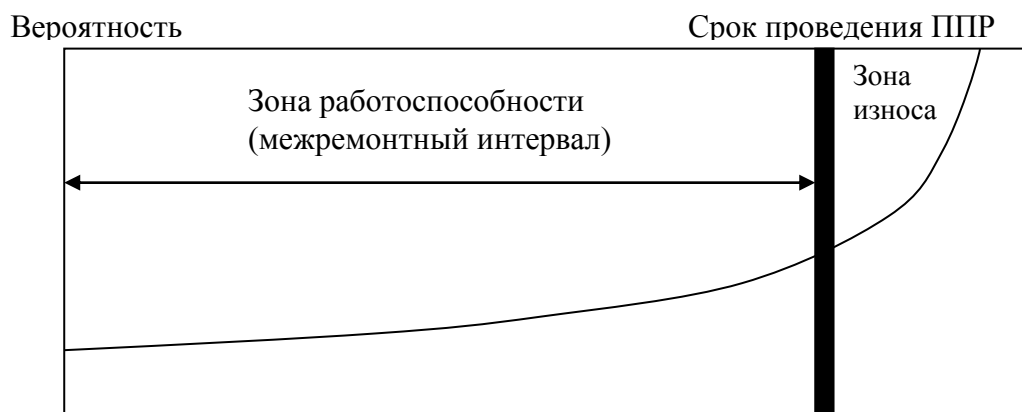 Вероятность
Срок проведения ППР
Зона работоспособности
(межремонтный интервал)
Зона
износа